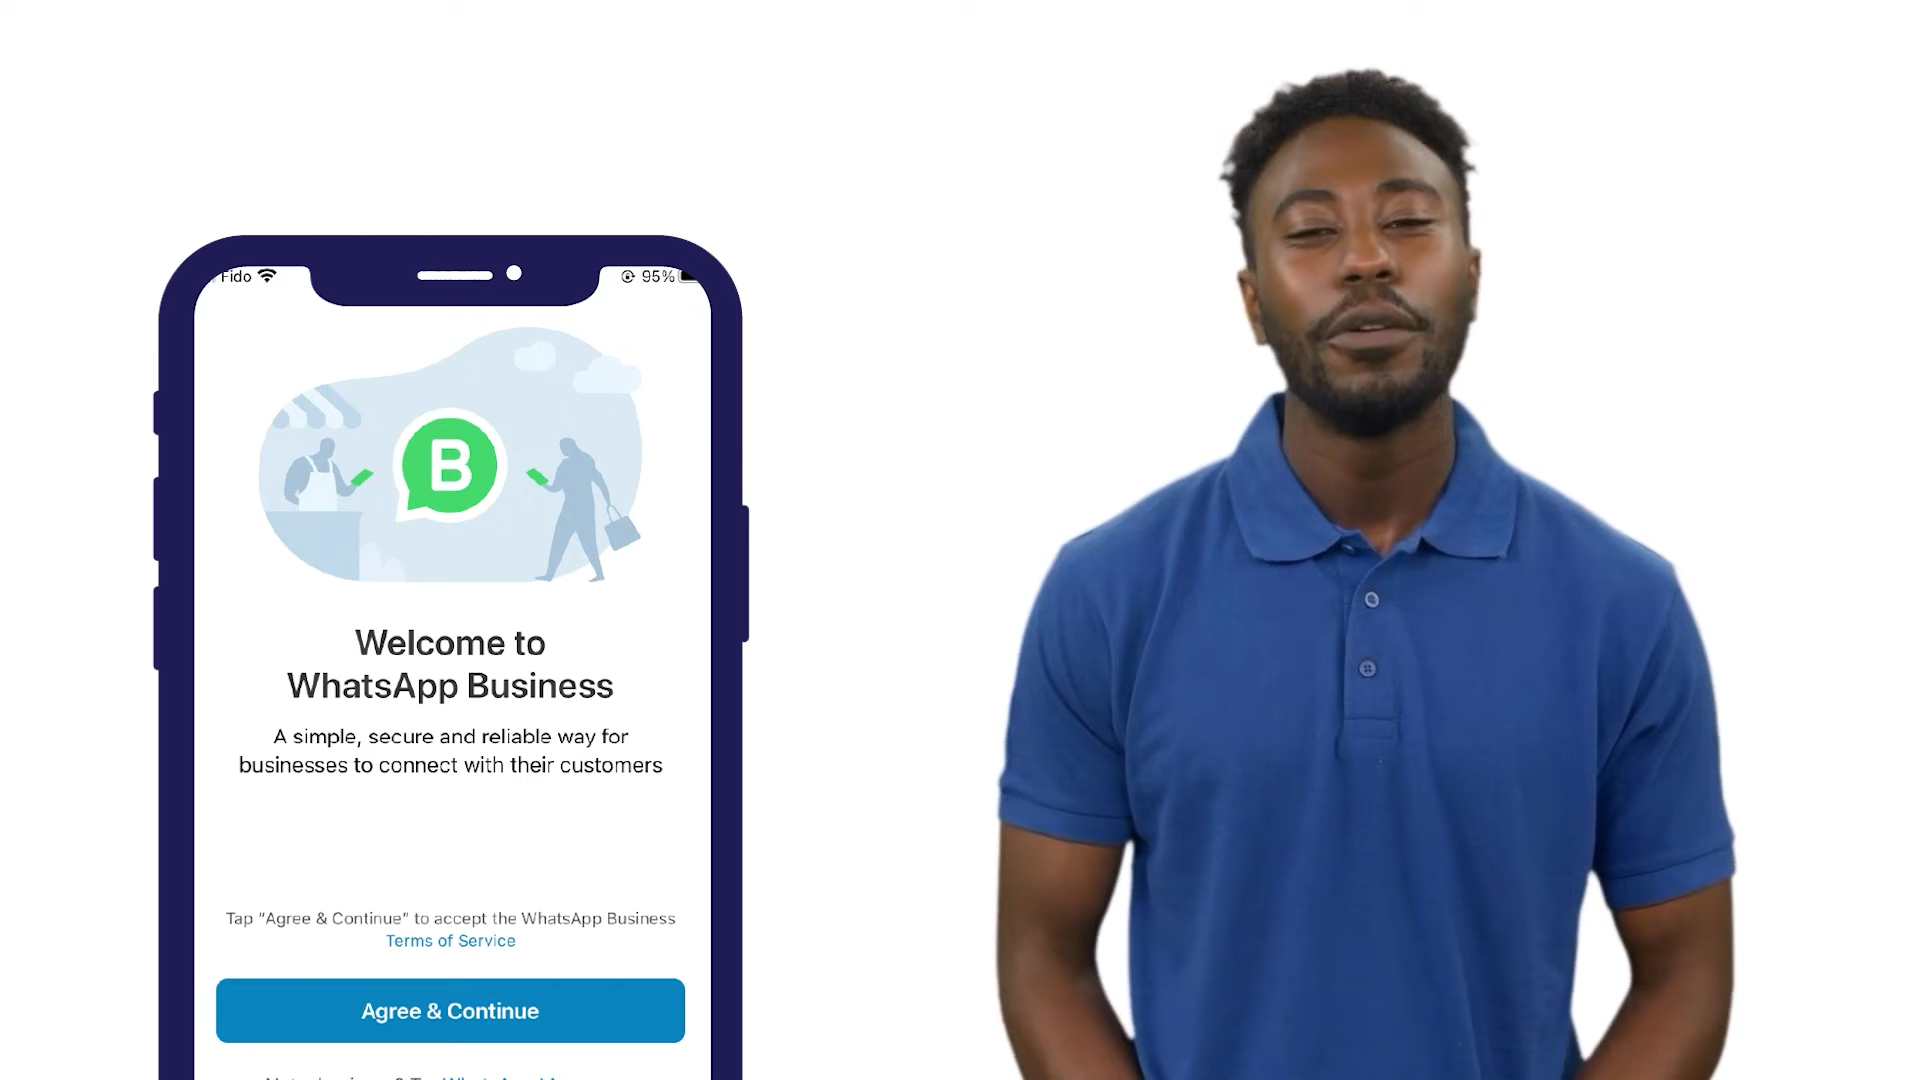 Fido 95%
B
Welcome to
WhatsApp Business
A simple, secure and reliable way for
businesses to connect with their customers
Tap “Agree & Continue” to accept the WhatsApp Business
Terms of Service
Agree & Continue